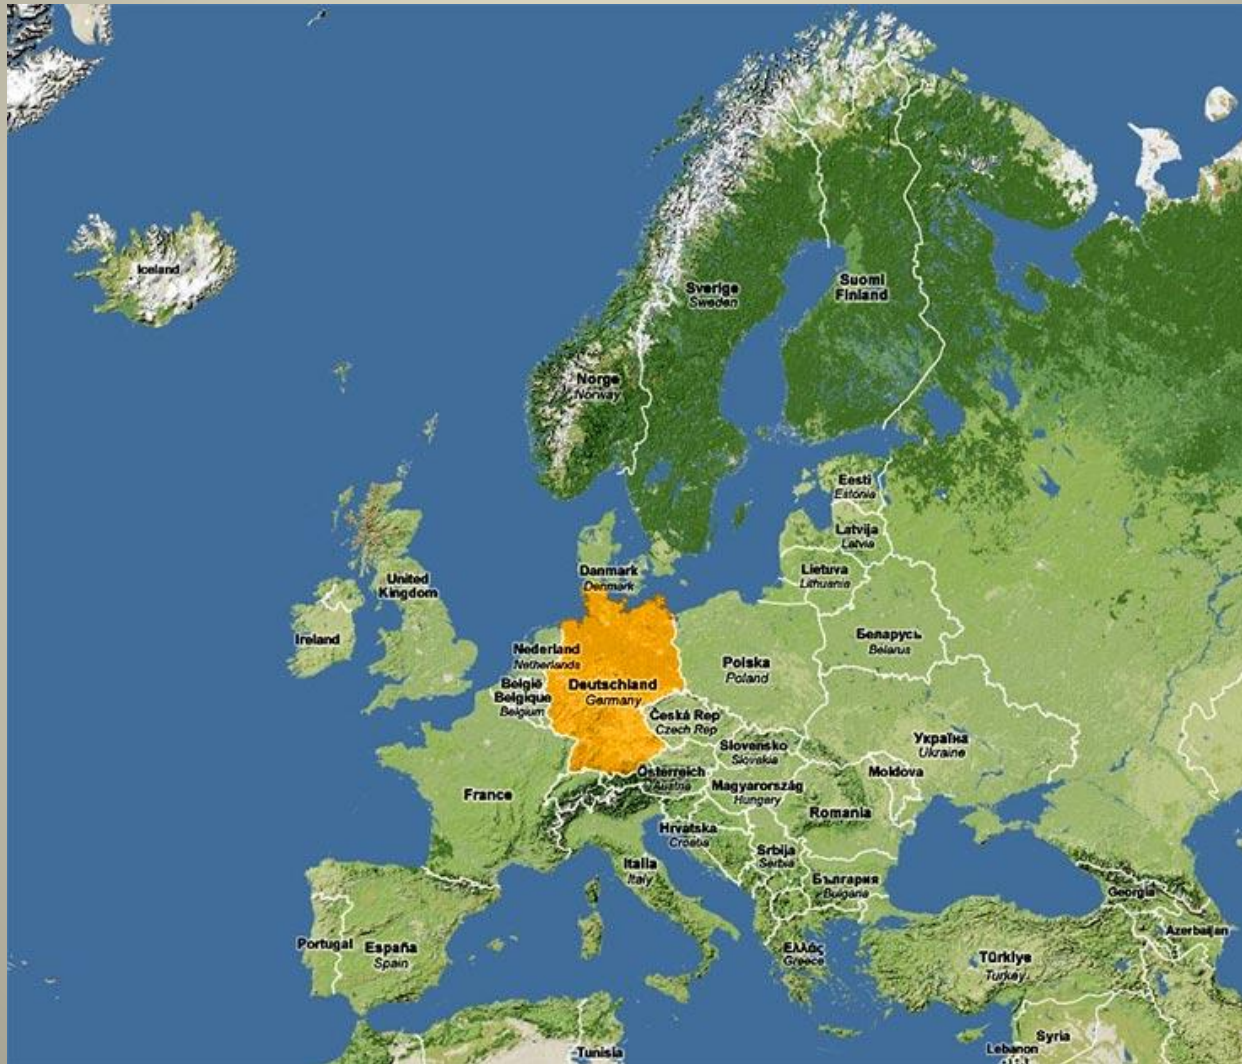 Iceland
Sverige
Sweden
Suomi
Finland
Norge
Norway
Eesti
Estonia
Latvija
Latvia
Danmark
Denmark
Lietuva
Lithuania
United
Kingdom
Ireland
Беларусь
Belarus
Nederland
Netherlands
Polska
Poland
België
Belgique
Belgium
Deutschland
Germany
Česká Rep
Czech Rep
Slovensko
Slovakia
Україна
Ukraine
Österreich
Austria
Moldova
Magyarország
Hungary
France
Romania
Hrvatska
Croatia
Srbija
Serbia
Italia
Italy
България
Bulgaria
Georgia
Azerbaijan
Portugal
España
Spain
Ελλάς
Greece
Türkiye
Turkey
Syria
Lebanon
Tunisia